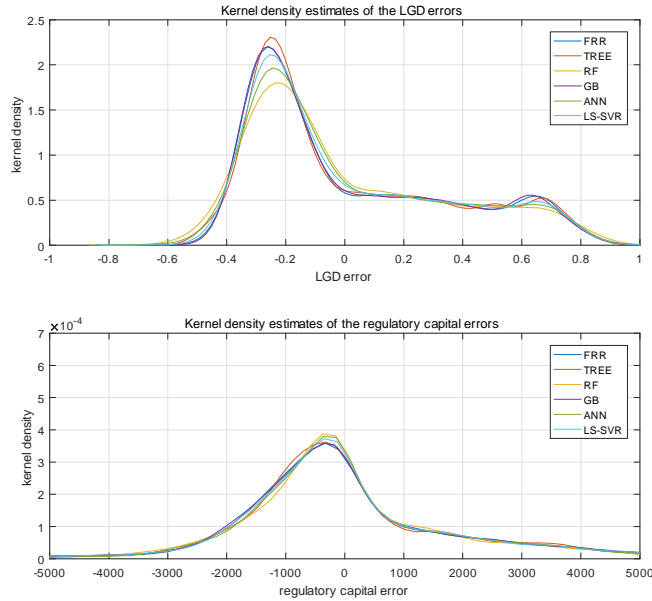 Kernel density estimates of the LGD errors
2.5
2
1.5
1
0.5
0
kernel density
FRR
TREE
RF
GB
ANN
LS-SVR
-1 -0.8 -0.6 -0.4 -0.2 0 0.2 0.4 0.6 0.8 1
LGD error
Kernel density estimates of the regulatory capital errors
×10⁻⁴
7
6
5
4
3
2
1
0
kernel density
FRR
TREE
RF
GB
ANN
LS-SVR
-5000 -4000 -3000 -2000 -1000 0 1000 2000 3000 4000 5000
regulatory capital error